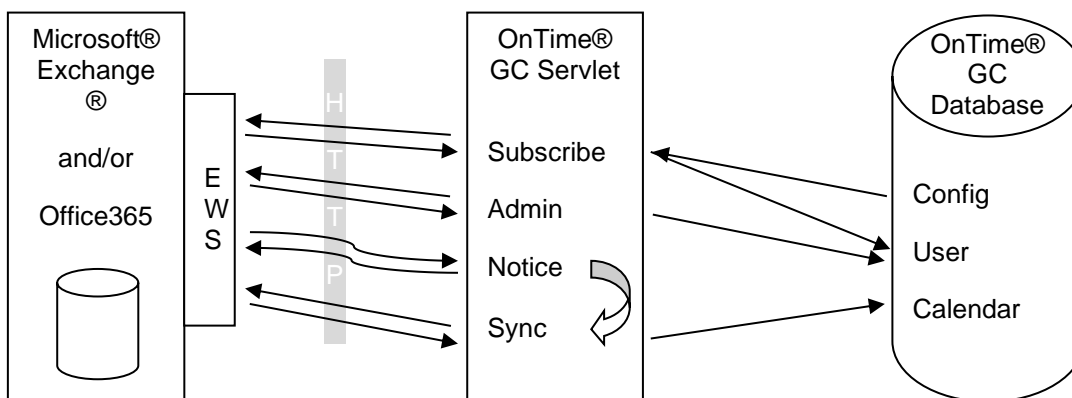 Microsoft®
Exchange
®
and/or
Office365
E
W
S
H
T
T
P
OnTime®
GC Servlet
Subscribe
Admin
Notice
Sync
OnTime®
GC
Database
Config
User
Calendar